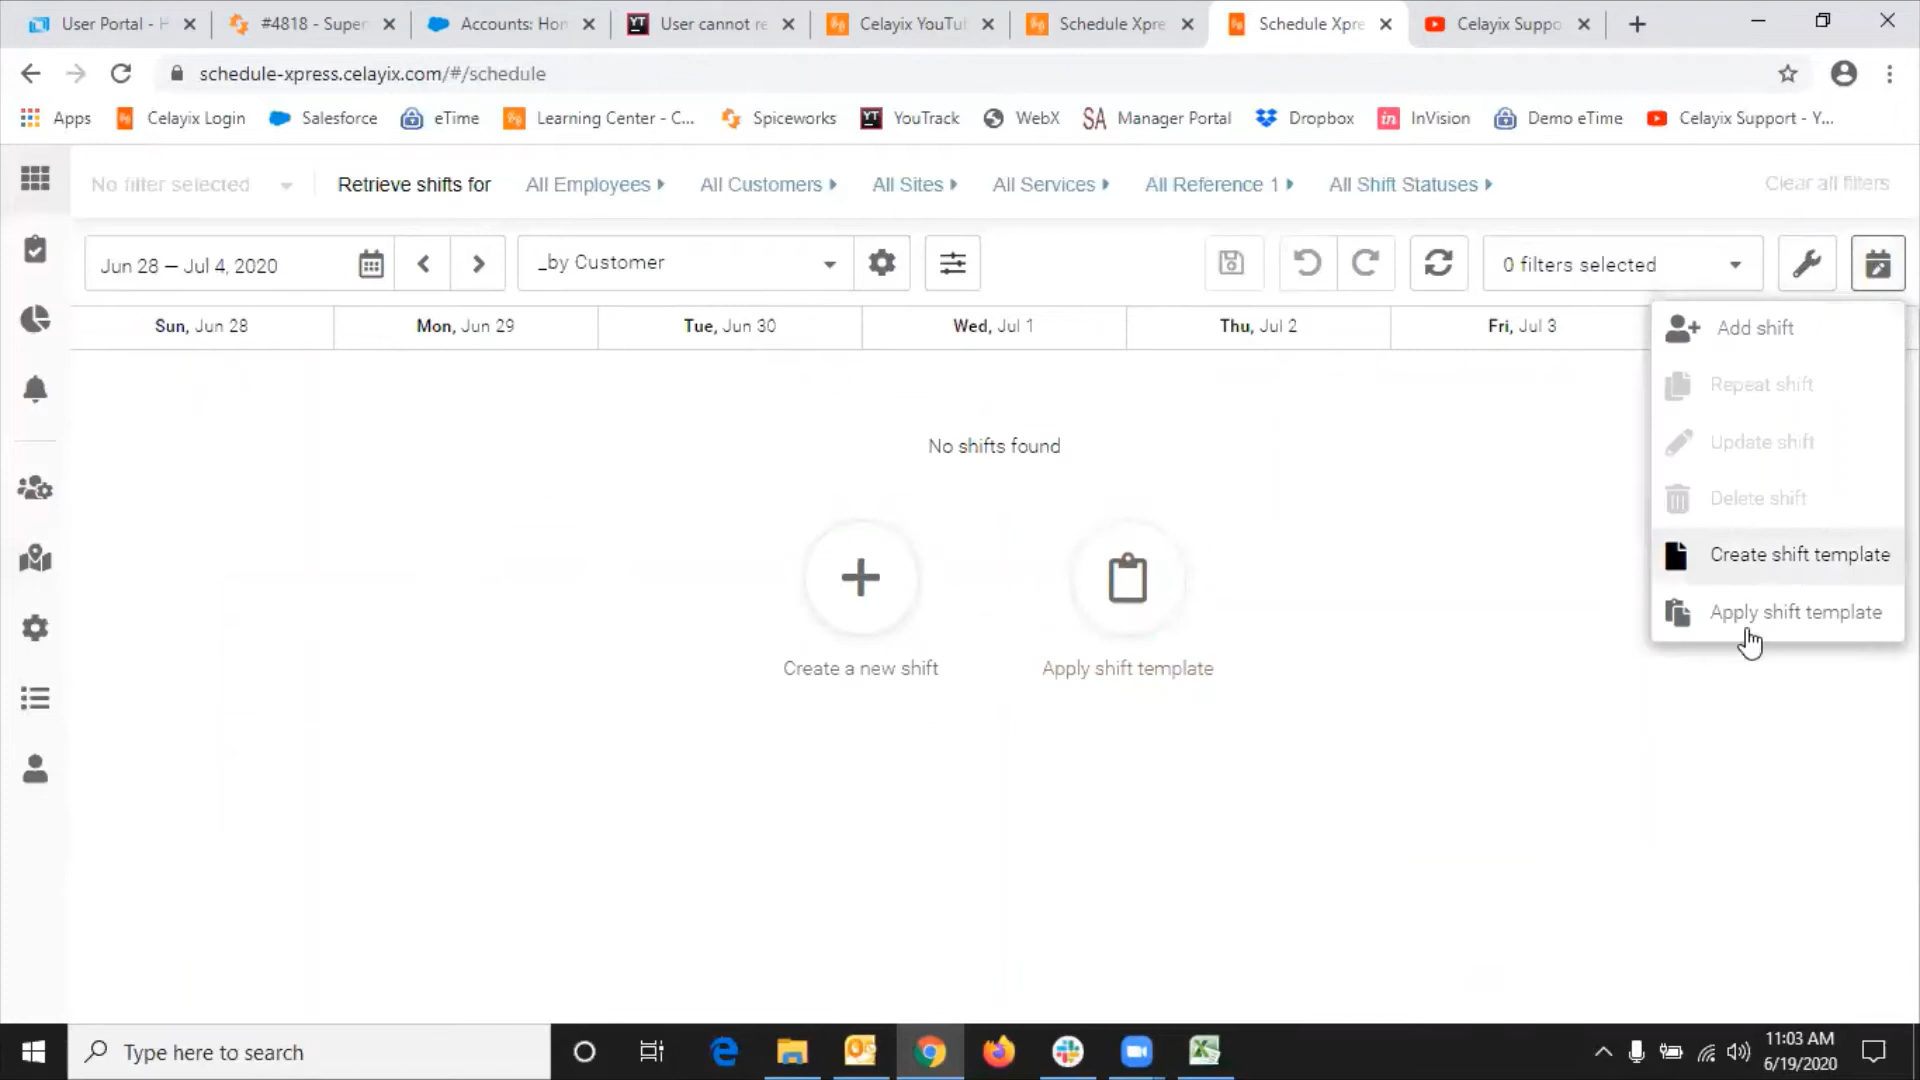 User Portal - H
#4818 - Super
Accounts: Hom
User cannot re
Celayix YouTu
Schedule Xpre
Schedule Xpre
Celayix Suppo
schedule-xpress.celayix.com/#/schedule
Apps
Celayix Login
Salesforce
eTime
Learning Center - C...
Spiceworks
YT
YouTrack
WebX
SA
Manager Portal
Dropbox
in
InVision
Demo eTime
Celayix Support - Y...
No filter selected
Retrieve shifts for
All Employees
All Customers
All Sites
All Services
All Reference 1
All Shift Statuses
Clear all filters
Jun 28 – Jul 4, 2020
_by Customer
0 filters selected
Sun, Jun 28
Mon, Jun 29
Tue, Jun 30
Wed, Jul 1
Thu, Jul 2
Fri, Jul 3
Add shift
Repeat shift
Update shift
Delete shift
Create shift template
Apply shift template
No shifts found
Create a new shift
Apply shift template
Type here to search
11:03 AM
6/19/2020